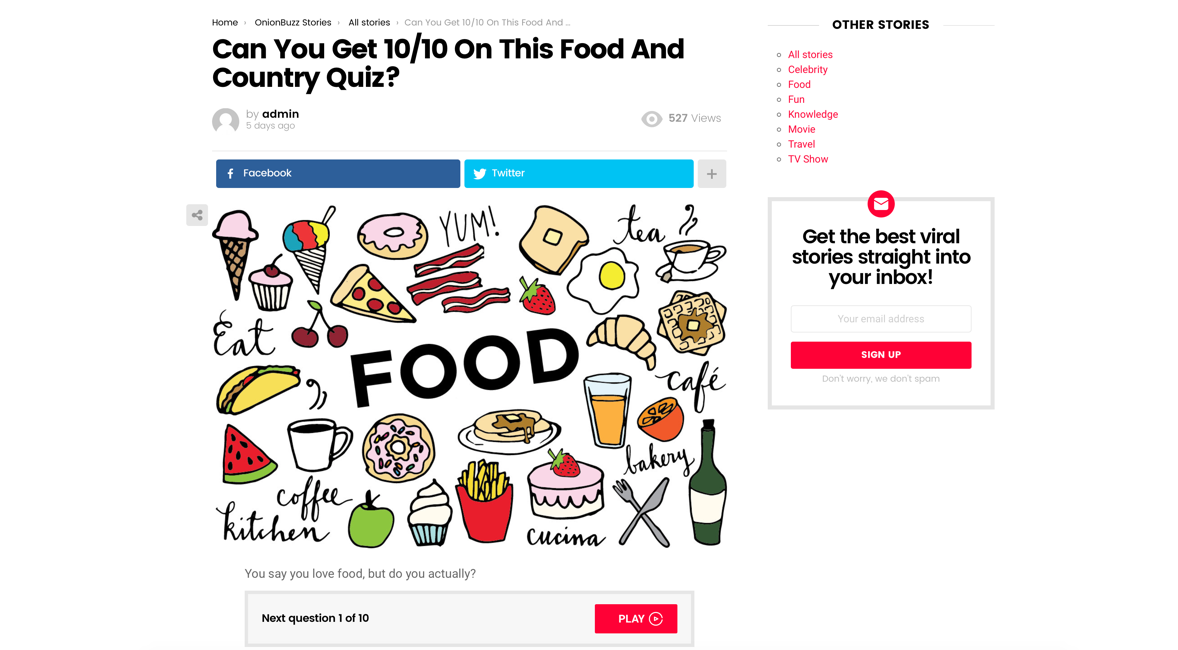 Home › OnionBuzz Stories › All stories › Can You Get 10/10 On This Food And ...
Can You Get 10/10 On This Food And
Country Quiz?
by admin
5 days ago
527 Views
Facebook
Twitter
+
YUM!
tea
Eat
FOOD
café
bakery
coffee
kitchen
cucina
You say you love food, but do you actually?
Next question 1 of 10
PLAY
OTHER STORIES
All stories
Celebrity
Food
Fun
Knowledge
Movie
Travel
TV Show
Get the best viral
stories straight into
your inbox!
Your email address
SIGN UP
Don't worry, we don't spam